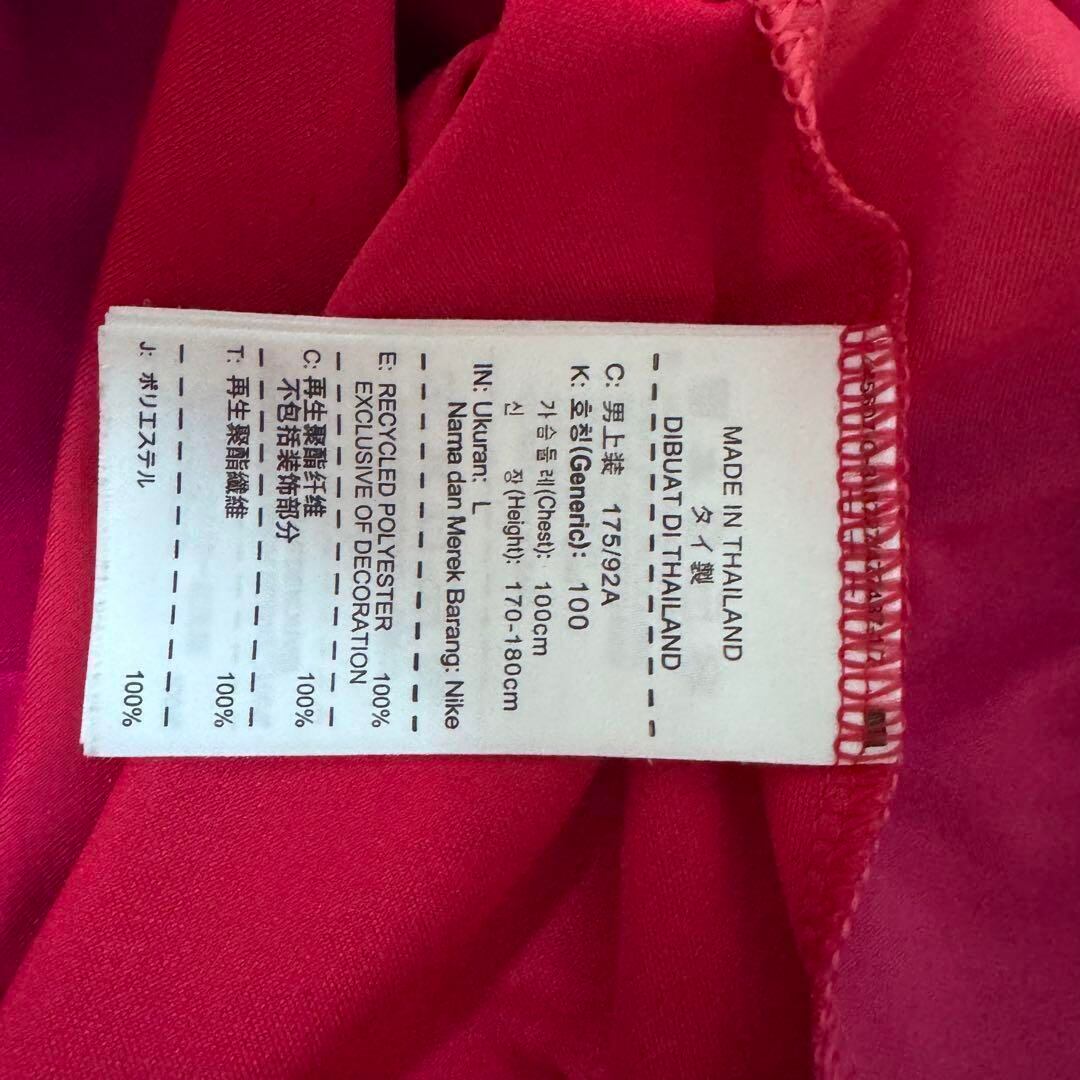 MADE IN THAILAND
タイ製
DIBUAT DI THAILAND
C: 男上装 175/92A
K: 호칭(Generic): 100
가슴둘레(Chest): 100cm
신 장(Height): 170-180cm
IN: Ukuran: L
Nama dan Merek Barang: Nike
E: RECYCLED POLYESTER 100%
EXCLUSIVE OF DECORATION
C: 再生聚酯纤维 100%
不包括装饰部分
T: 再生聚酯纖維 100%
J: ポリエステル 100%